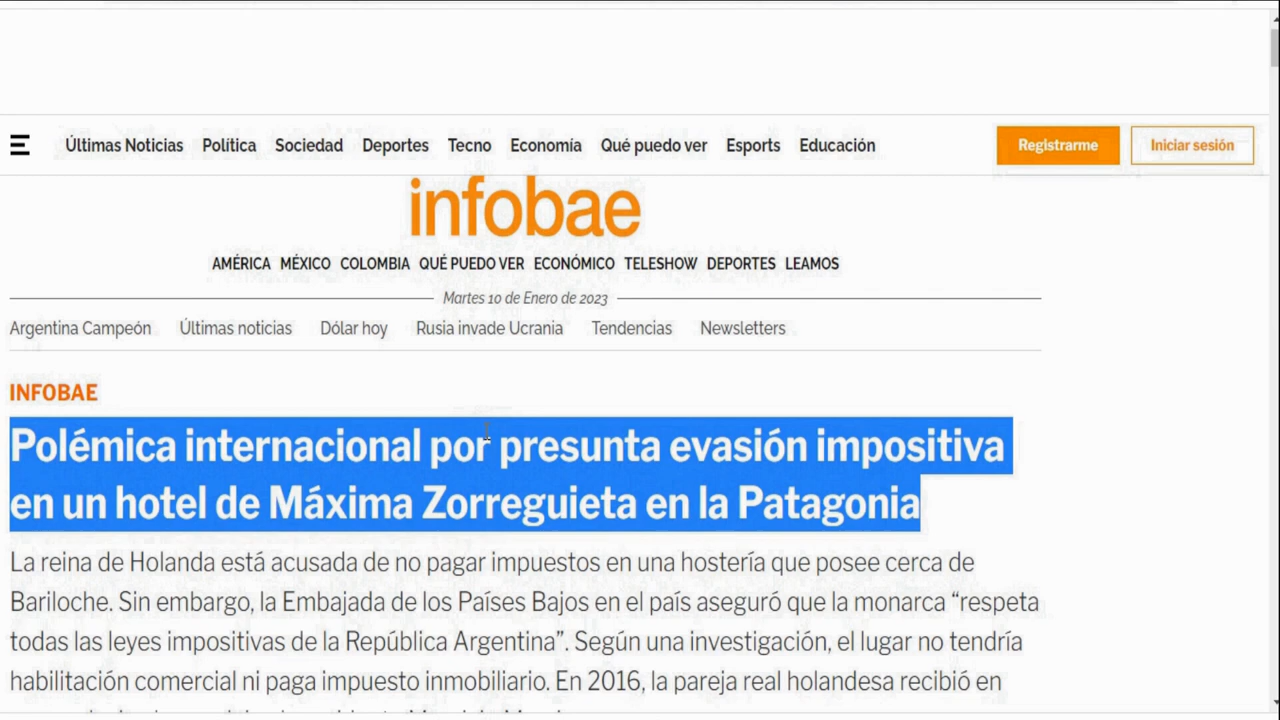 Últimas Noticias Política Sociedad Deportes Tecno Economía Qué puedo ver Esports Educación Registrarme Iniciar sesión
infobae
AMÉRICA MÉXICO COLOMBIA QUÉ PUEDO VER ECONÓMICO TELESHOW DEPORTES LEAMOS
Martes 10 de Enero de 2023
Argentina Campeón Últimas noticias Dólar hoy Rusia invade Ucrania Tendencias Newsletters
INFOBAE
Polémica internacional por presunta evasión impositiva
en un hotel de Máxima Zorreguieta en la Patagonia
La reina de Holanda está acusada de no pagar impuestos en una hostería que posee cerca de
Bariloche. Sin embargo, la Embajada de los Países Bajos en el país aseguró que la monarca “respeta
todas las leyes impositivas de la República Argentina”. Según una investigación, el lugar no tendría
habilitación comercial ni paga impuesto inmobiliario. En 2016, la pareja real holandesa recibió en